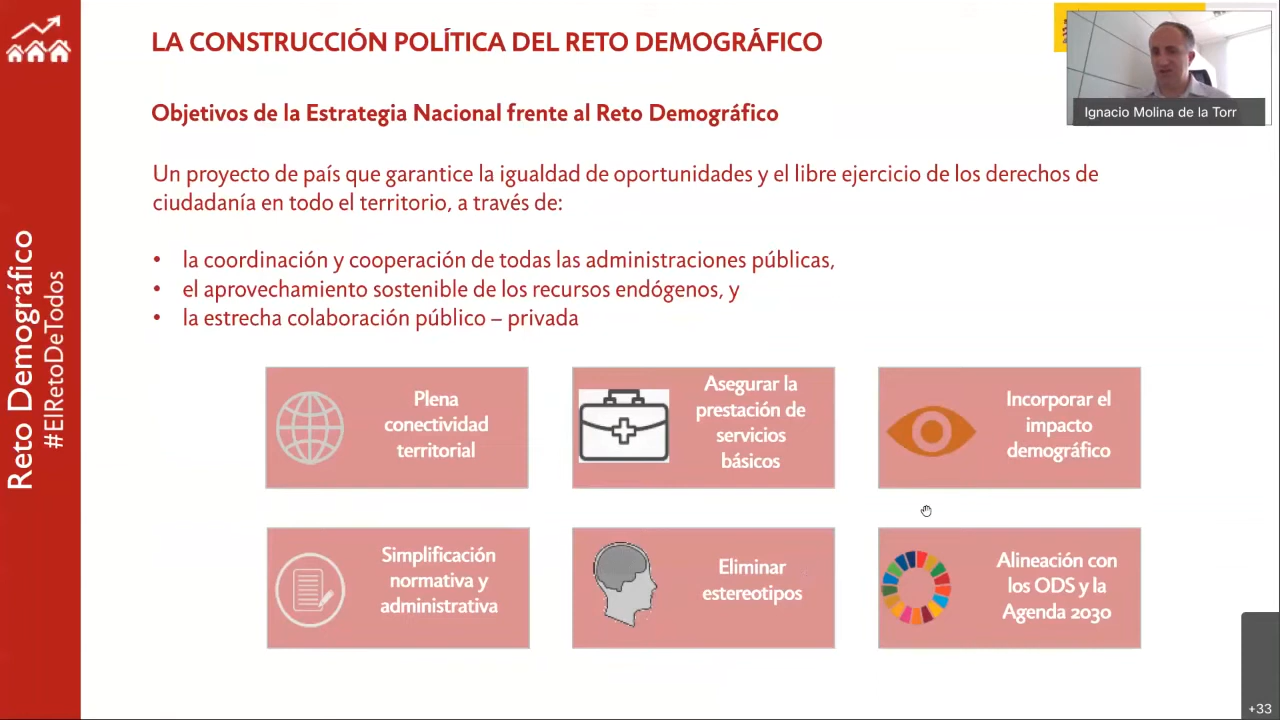 LA CONSTRUCCIÓN POLÍTICA DEL RETO DEMOGRÁFICO
Ignacio Molina de la Torr
Objetivos de la Estrategia Nacional frente al Reto Demográfico
Un proyecto de país que garantice la igualdad de oportunidades y el libre ejercicio de los derechos de
ciudadanía en todo el territorio, a través de:
• la coordinación y cooperación de todas las administraciones públicas,
• el aprovechamiento sostenible de los recursos endógenos, y
• la estrecha colaboración público – privada
Reto Demográfico
#ElRetoDeTodos
Plena
conectividad
territorial
Asegurar la
prestación de
servicios
básicos
Incorporar el
impacto
demográfico
Simplificación
normativa y
administrativa
Eliminar
estereotipos
Alineación con
los ODS y la
Agenda 2030
+33